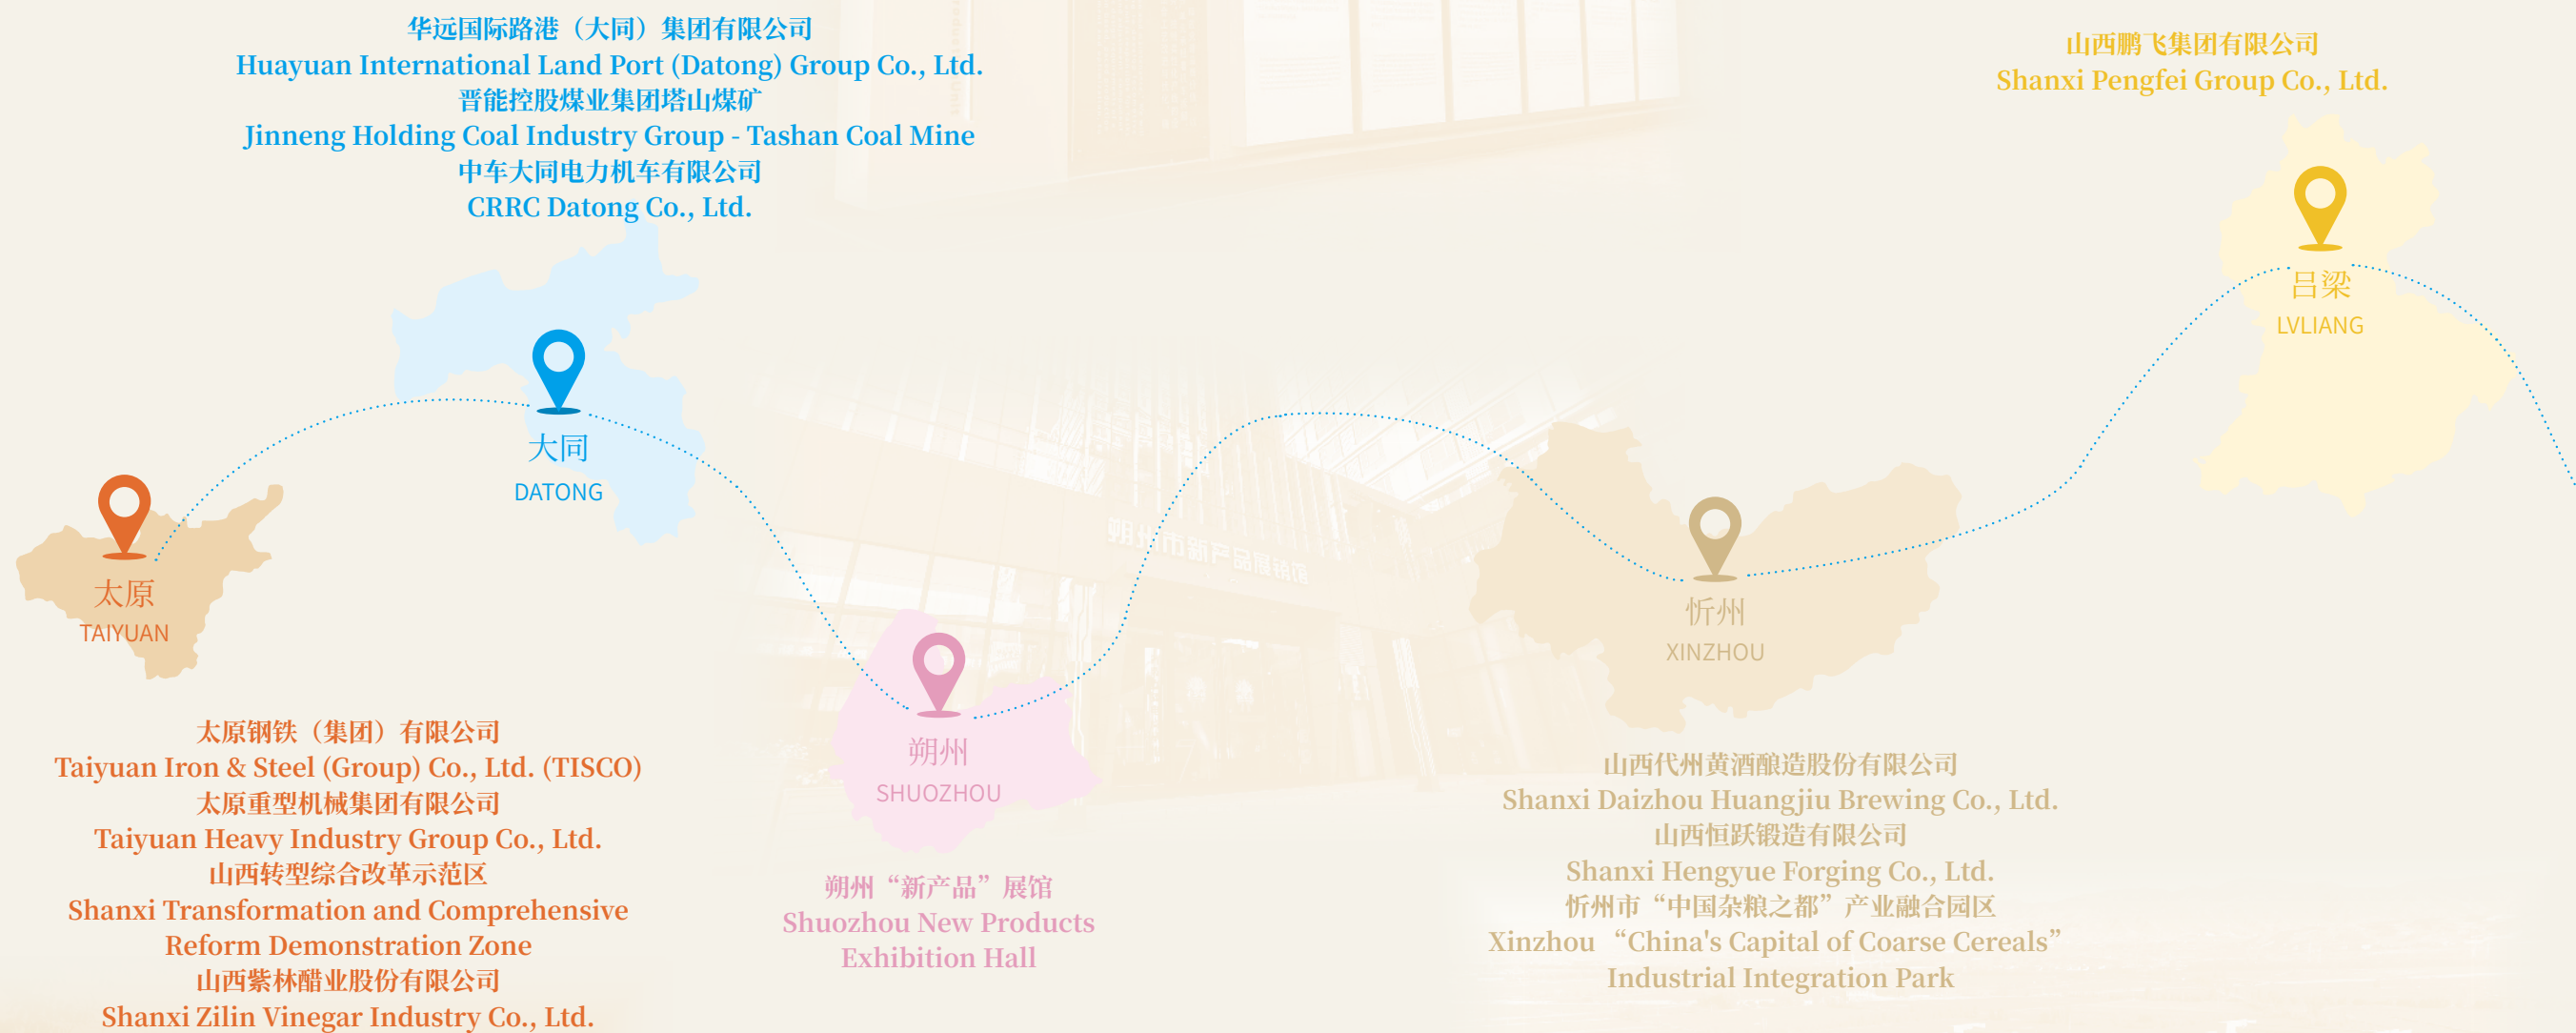 华远国际路港（大同）集团有限公司
Huayuan International Land Port (Datong) Group Co., Ltd.
晋能控股煤业集团塔山煤矿
Jinneng Holding Coal Industry Group - Tashan Coal Mine
中车大同电力机车有限公司
CRRC Datong Co., Ltd.
大同
DATONG
太原
TAIYUAN
太原钢铁（集团）有限公司
Taiyuan Iron & Steel (Group) Co., Ltd. (TISCO)
太原重型机械集团有限公司
Taiyuan Heavy Industry Group Co., Ltd.
山西转型综合改革示范区
Shanxi Transformation and Comprehensive
Reform Demonstration Zone
山西紫林醋业股份有限公司
Shanxi Zilin Vinegar Industry Co., Ltd.
朔州市新产品展销馆
朔州
SHUOZHOU
朔州“新产品”展馆
Shuozhou New Products
Exhibition Hall
忻州
XINZHOU
山西代州黄酒酿造股份有限公司
Shanxi Daizhou Huangjiu Brewing Co., Ltd.
山西恒跃锻造有限公司
Shanxi Hengyue Forging Co., Ltd.
忻州市“中国杂粮之都”产业融合园区
Xinzhou “China's Capital of Coarse Cereals”
Industrial Integration Park
山西鹏飞集团有限公司
Shanxi Pengfei Group Co., Ltd.
吕梁
LVLIANG